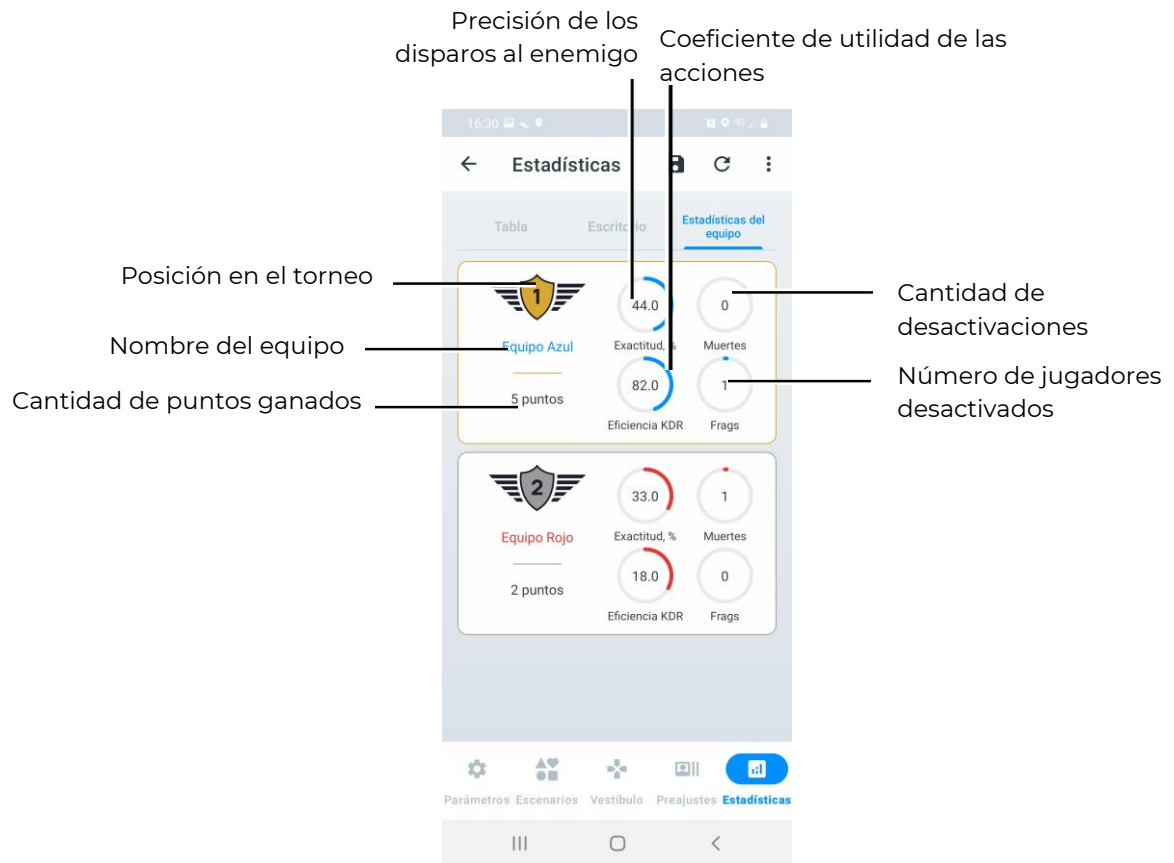 Precisión de los
disparos al enemigo
Coeficiente de utilidad de las
acciones
16:30
Estadísticas
Tabla
Escritorio
Estadísticas del
equipo
Posición en el torneo
Nombre del equipo
Cantidad de puntos ganados
1
Equipo Azul
5 puntos
44.0
Exactitud, %
0
Muertes
82.0
Eficiencia KDR
1
Frags
Cantidad de
desactivaciones
Número de jugadores
desactivados
2
Equipo Rojo
2 puntos
33.0
Exactitud, %
1
Muertes
18.0
Eficiencia KDR
0
Frags
Parámetros Escenarios Vestíbulo Preajustes Estadísticas